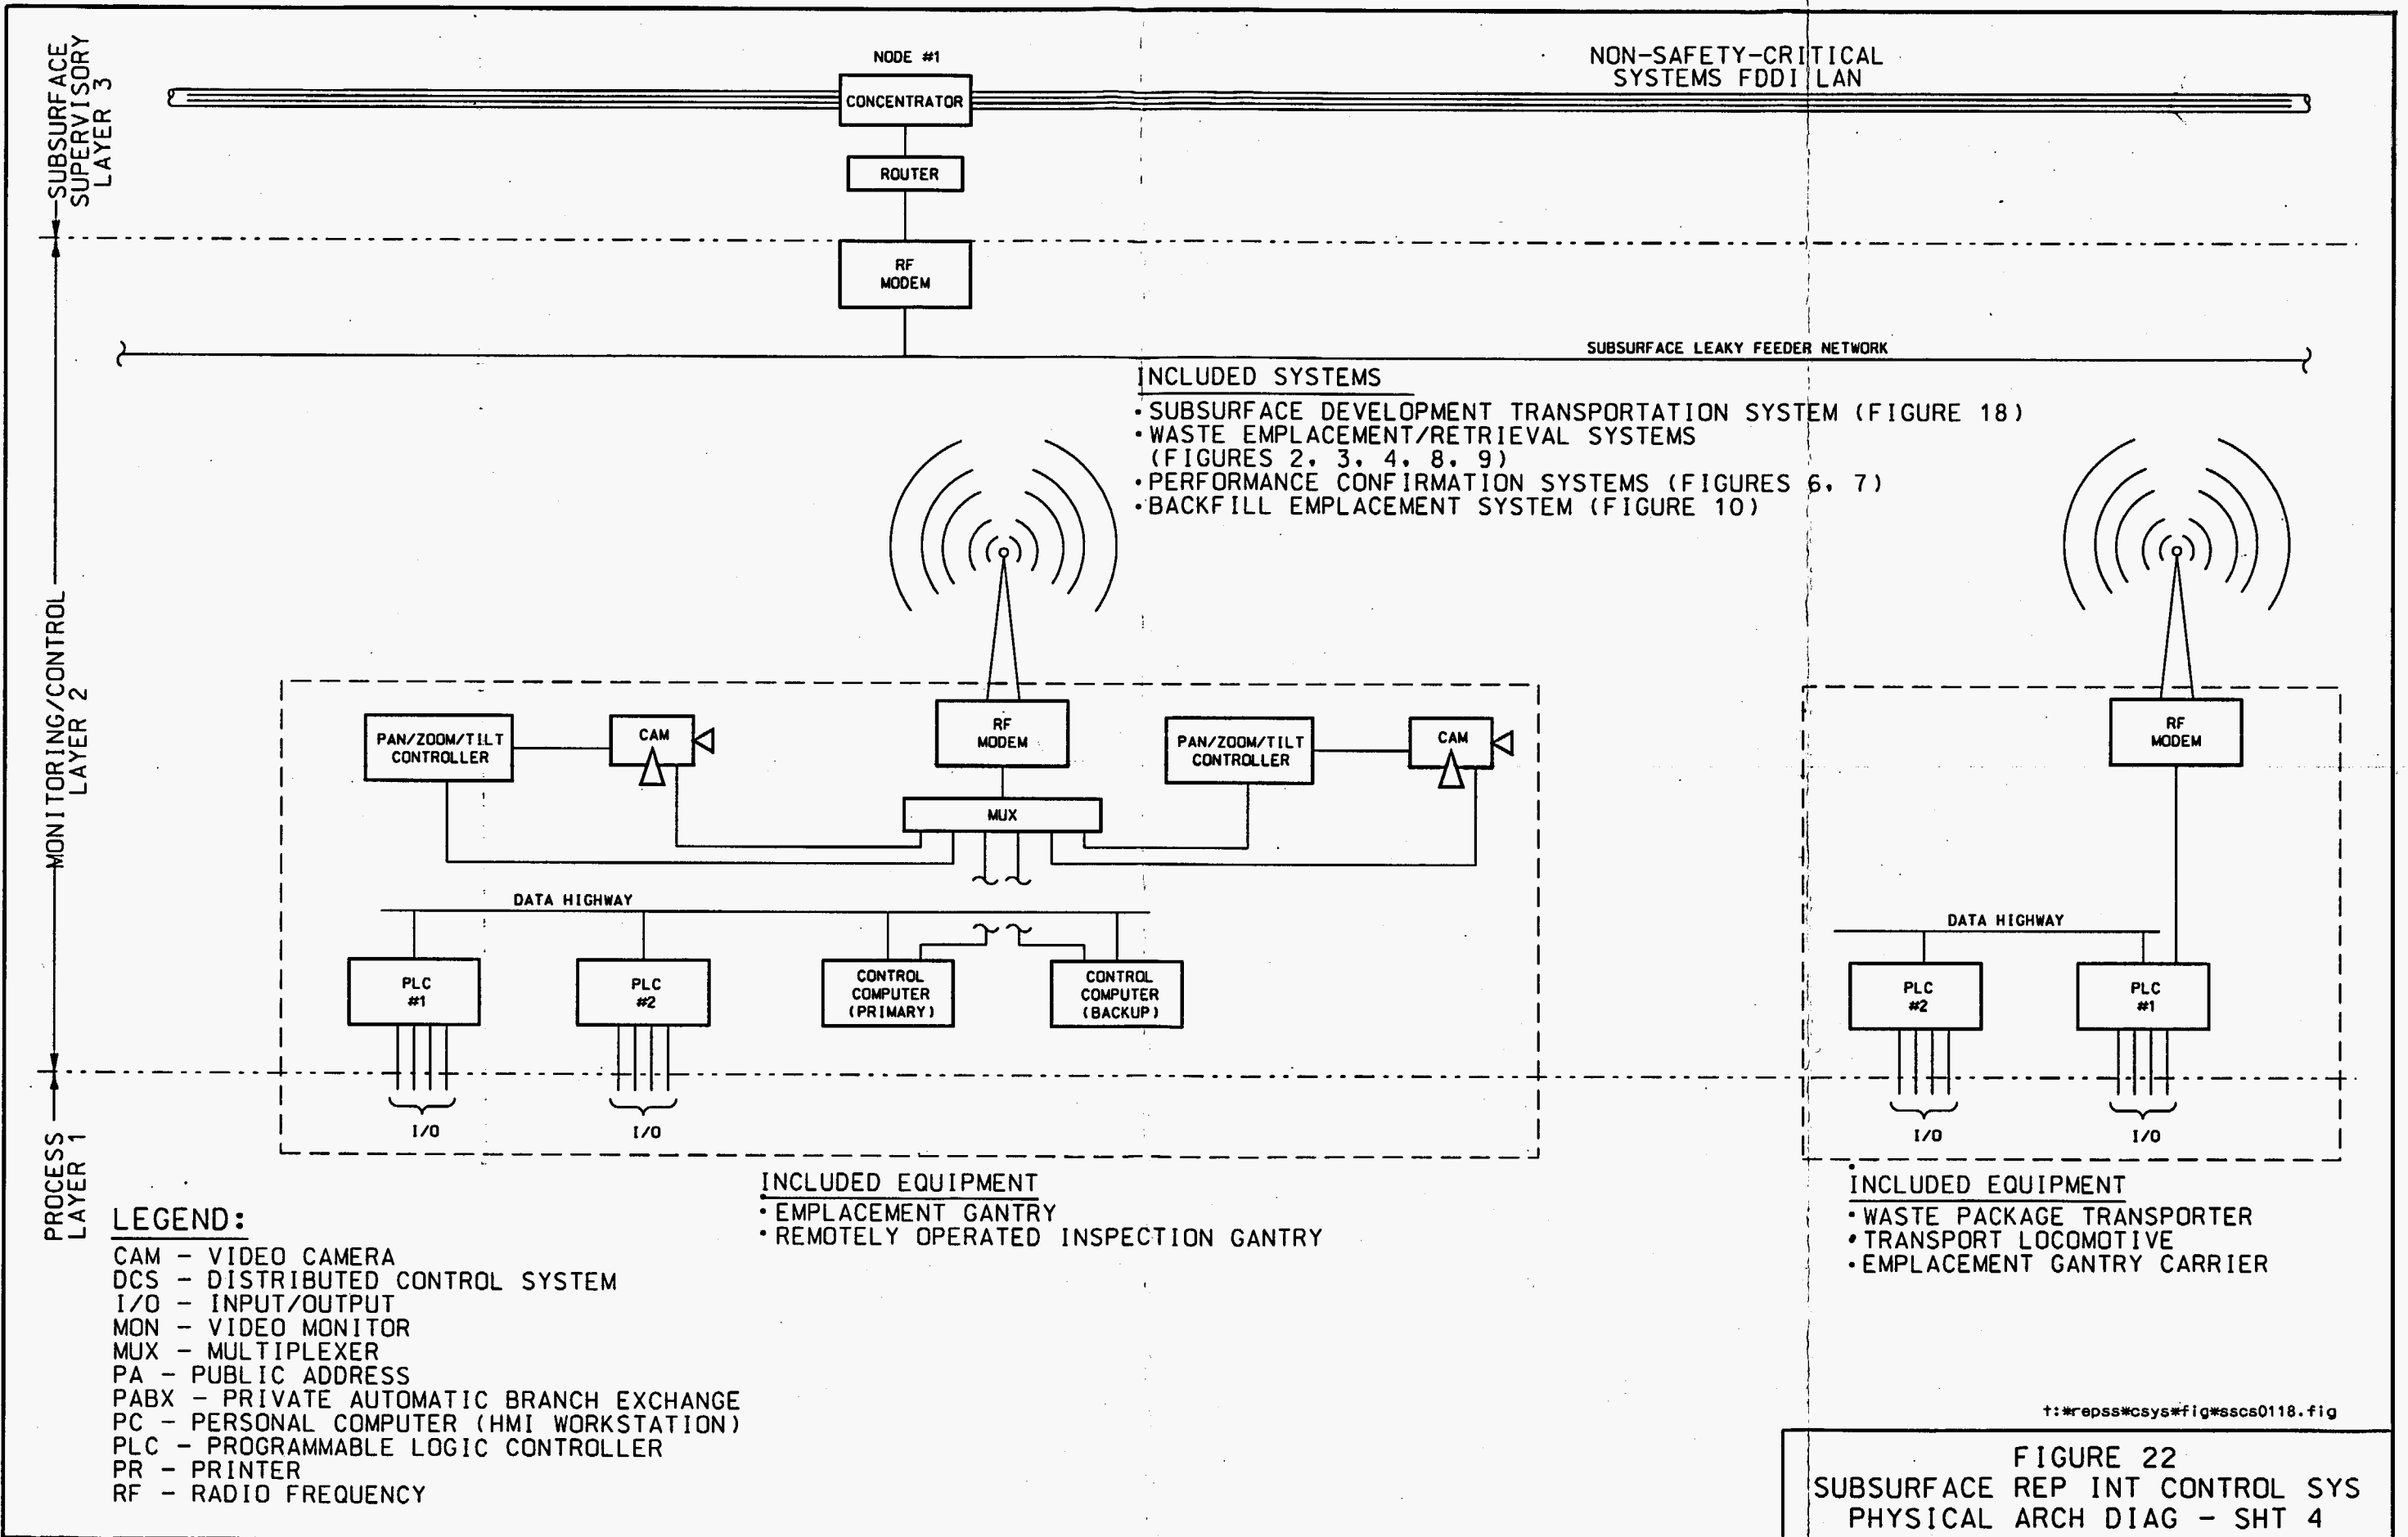 SUBSURFACE
SUPERVISORY
LAYER 3
NODE #1
CONCENTRATOR
NON-SAFETY-CRITICAL
SYSTEMS FDDI LAN
ROUTER
RF
MODEM
SUBSURFACE LEAKY FEEDER NETWORK
INCLUDED SYSTEMS
• SUBSURFACE DEVELOPMENT TRANSPORTATION SYSTEM (FIGURE 18)
• WASTE EMPLACEMENT/RETRIEVAL SYSTEMS
(FIGURES 2, 3, 4, 8, 9)
• PERFORMANCE CONFIRMATION SYSTEMS (FIGURES 6, 7)
• BACKFILL EMPLACEMENT SYSTEM (FIGURE 10)
MONITORING/CONTROL
LAYER 2
PAN/ZOOM/TILT
CONTROLLER
CAM
RF
MODEM
PAN/ZOOM/TILT
CONTROLLER
CAM
MUX
DATA HIGHWAY
PLC
#1
PLC
#2
CONTROL
COMPUTER
(PRIMARY)
CONTROL
COMPUTER
(BACKUP)
I/O
I/O
RF
MODEM
DATA HIGHWAY
PLC
#2
PLC
#1
I/O
I/O
PROCESS
LAYER 1
INCLUDED EQUIPMENT
• EMPLACEMENT GANTRY
• REMOTELY OPERATED INSPECTION GANTRY
INCLUDED EQUIPMENT
• WASTE PACKAGE TRANSPORTER
• TRANSPORT LOCOMOTIVE
• EMPLACEMENT GANTRY CARRIER
LEGEND:
CAM - VIDEO CAMERA
DCS - DISTRIBUTED CONTROL SYSTEM
I/O - INPUT/OUTPUT
MON - VIDEO MONITOR
MUX - MULTIPLEXER
PA - PUBLIC ADDRESS
PABX - PRIVATE AUTOMATIC BRANCH EXCHANGE
PC - PERSONAL COMPUTER (HMI WORKSTATION)
PLC - PROGRAMMABLE LOGIC CONTROLLER
PR - PRINTER
RF - RADIO FREQUENCY
t:*repss*csys*fig*sscs0118.fig
FIGURE 22
SUBSURFACE REP INT CONTROL SYS
PHYSICAL ARCH DIAG - SHT 4